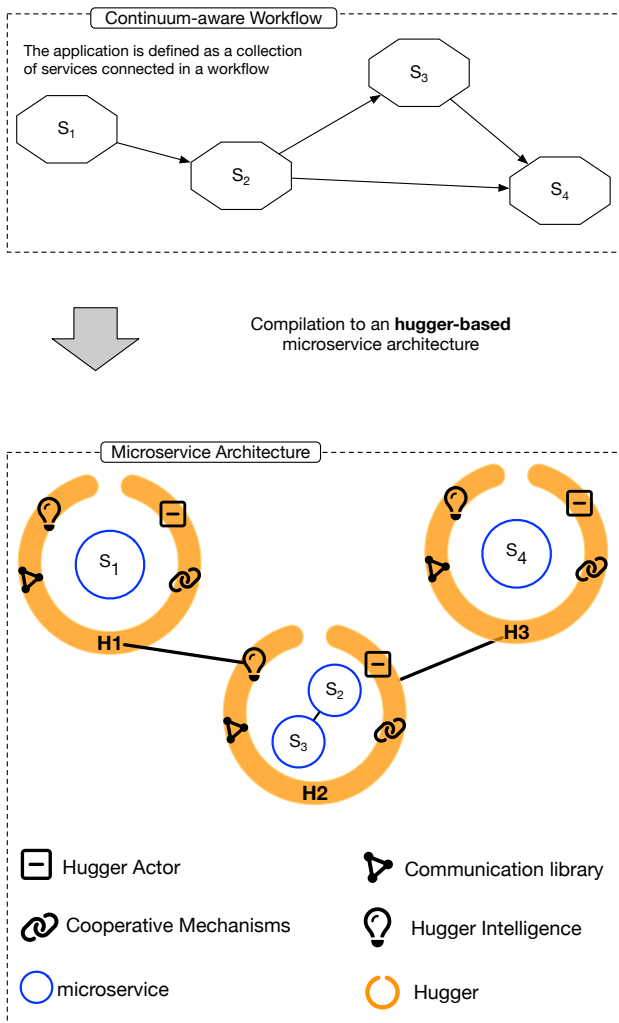 Continuum-aware Workflow
The application is defined as a collection
of services connected in a workflow
S3
S1
S2
S4
Compilation to an hugger-based
microservice architecture
Microservice Architecture
S1
S4
H1
H3
S2
S3
H2
Hugger Actor
Communication library
Cooperative Mechanisms
Hugger Intelligence
microservice
Hugger